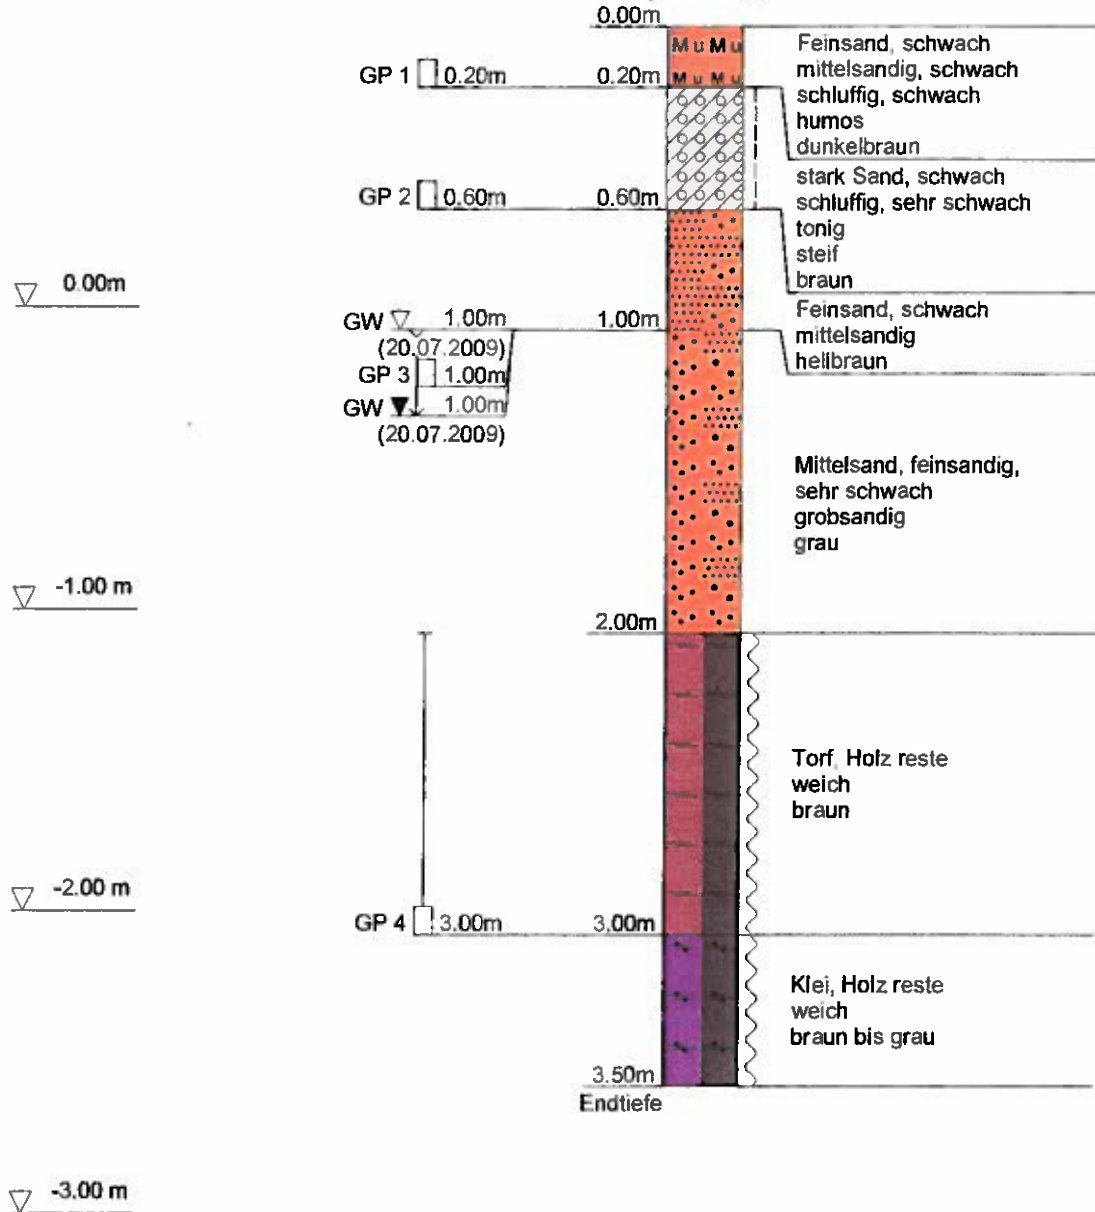 0.00m
M u M u
Feinsand, schwach
mittelsandig, schwach
schluffig, schwach
humos
dunkelbraun
GP 1 0.20m 0.20m M u M u
stark Sand, schwach
schluffig, sehr schwach
tonig
steif
braun
GP 2 0.60m 0.60m
0.00m
Feinsand, schwach
mittelsandig
hellbraun
GW 1.00m 1.00m
(20.07.2009)
GP 3 1.00m
GW 1.00m
(20.07.2009)
Mittelsand, feinsandig,
sehr schwach
grobsandig
grau
-1.00 m
2.00m
Torf, Holz reste
weich
braun
-2.00 m
GP 4 3.00m 3.00m
Klei, Holz reste
weich
braun bis grau
3.50m
Endtiefe
-3.00 m